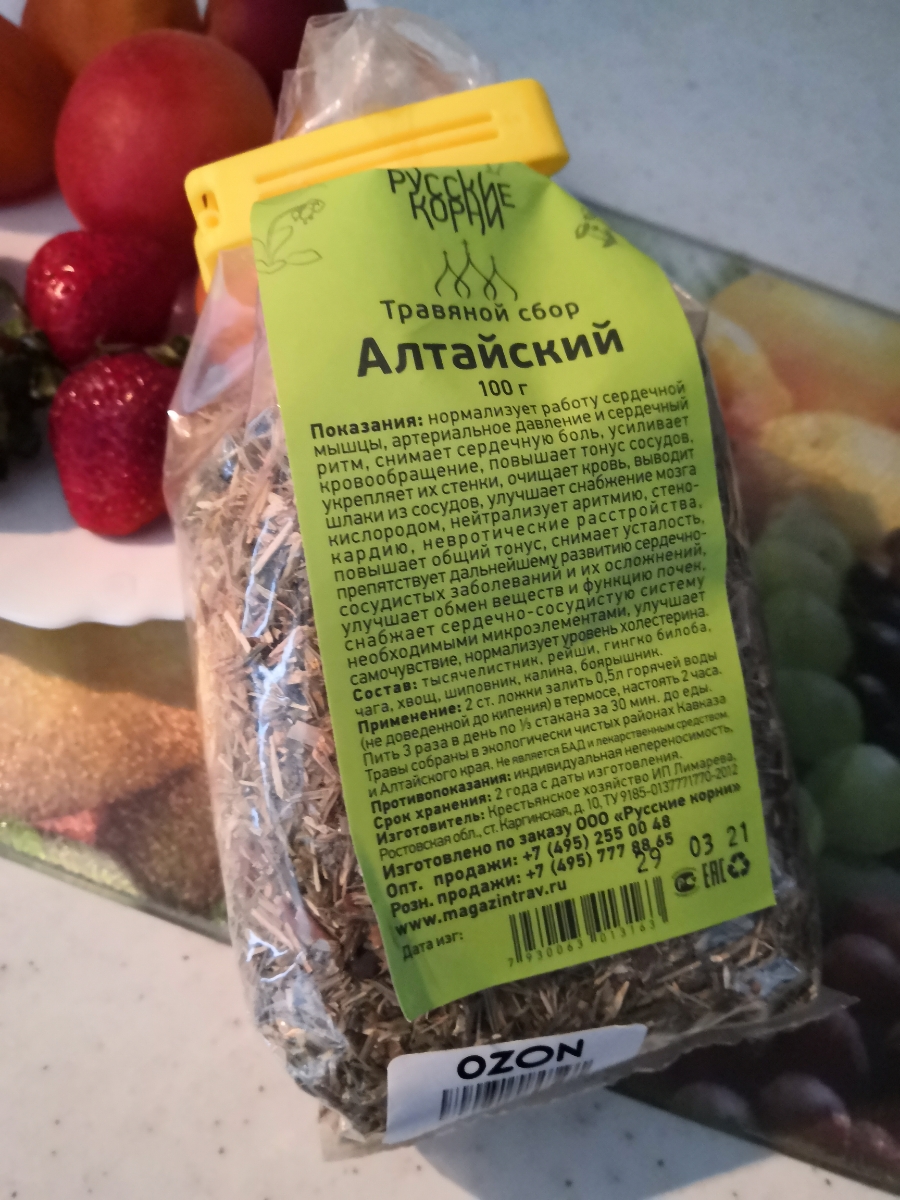 РУССКИЕ
КОРНИ
Травяной сбор
Алтайский
100 г
Показания: нормализует работу сердечной
мышцы, артериальное давление и сердечный
ритм, снимает сердечную боль, усиливает
кровообращение, повышает тонус сосудов,
укрепляет их стенки, очищает кровь, выводит
шлаки из сосудов, улучшает снабжение мозга
кислородом, нейтрализует аритмию, стено-
кардию, невротические расстройства,
повышает общий тонус, снимает усталость,
препятствует дальнейшему развитию сердечно-
сосудистых заболеваний и их осложнений,
улучшает обмен веществ и функцию почек,
снабжает сердечно-сосудистую систему
необходимыми микроэлементами, улучшает
самочувствие, нормализует уровень холестерина.
Состав: тысячелистник, рейши, гингко билоба,
чага, хвощ, шиповник, калина, боярышник.
Применение: 2 ст. ложки залить 0,5л горячей воды
(не доведенной до кипения) в термосе, настоять 2 часа.
Пить 3 раза в день по ⅓ стакана за 30 мин. до еды.
Травы собраны в экологически чистых районах Кавказа
и Алтайского края. Не является БАД и лекарственным средством.
Противопоказания: индивидуальная непереносимость.
Срок хранения: 2 года с даты изготовления.
Изготовитель: Крестьянское хозяйство ИП Лимарева,
Ростовская обл., ст. Каргинская, д. 10, ТУ 9185-0137771770-2012
Изготовлено по заказу ООО «Русские корни»
Опт. продажи: +7 (495) 255 00 48
Розн. продажи: +7 (495) 777 88 65
www.magazintrav.ru
29 03 21
Дата изг:
7 930063 013163
EAC
OZON